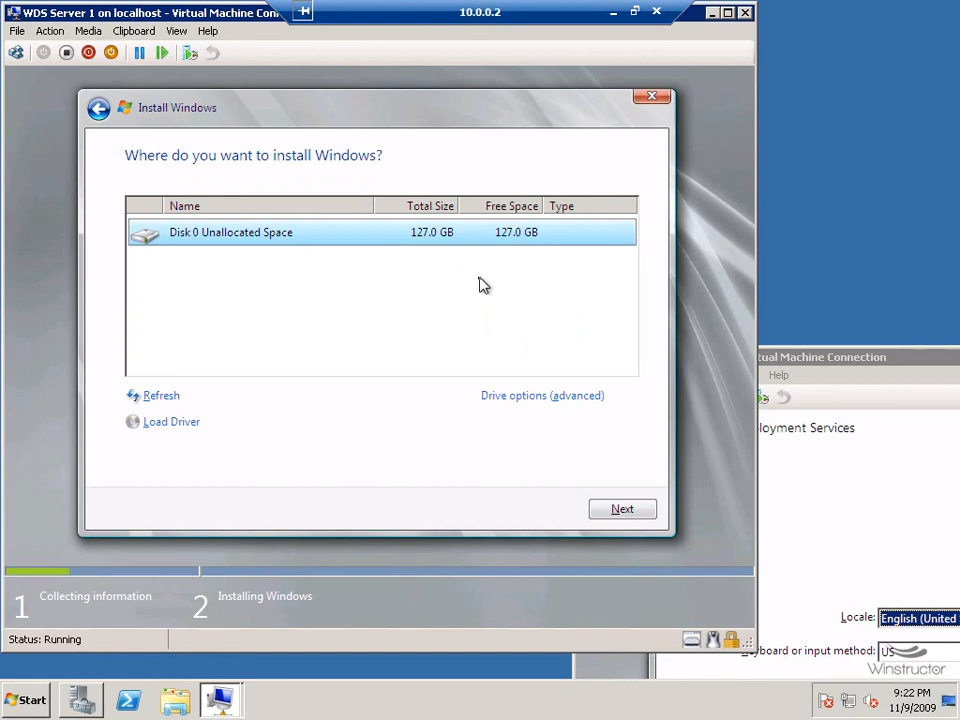 WDS Server 1 on localhost - Virtual Machine Con
10.0.0.2
File Action Media View Clipboard Help
Install Windows
Where do you want to install Windows?
Name Total Size Free Space Type
Disk 0 Unallocated Space 127.0 GB 127.0 GB
Refresh
Drive options (advanced)
Load Driver
Next
1 Collecting information
2 Installing Windows
Status: Running
tual Machine Connection
Help
loyment Services
Locale: English (United
yboard or input method: US
Winstructor
Start
9:22 PM
11/9/2009